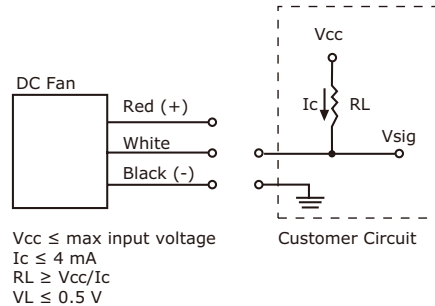 Vcc
DC Fan
Ic
RL
Red (+)
Vsig
White
Black (-)
Vcc ≤ max input voltage
Ic ≤ 4 mA
RL ≥ Vcc/Ic
VL ≤ 0.5 V
Customer Circuit